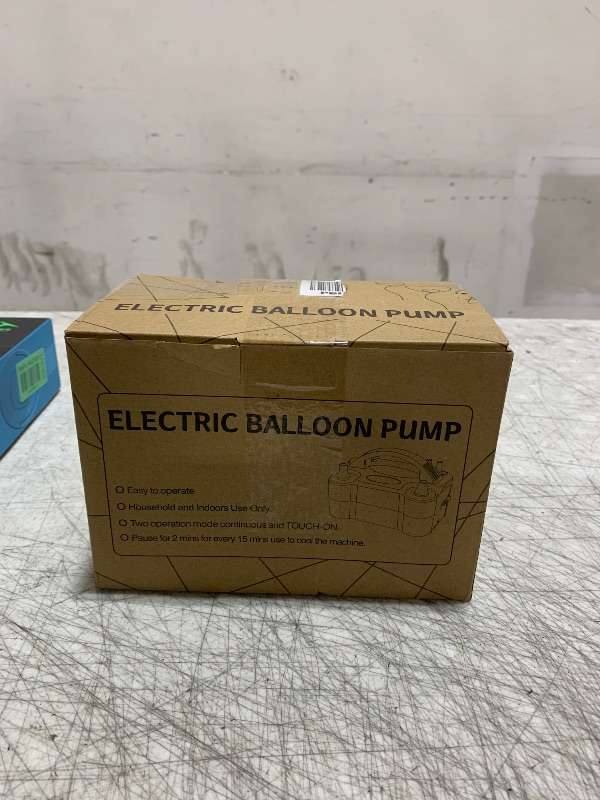 ELECTRIC BALLOON PUMP
ELECTRIC BALLOON PUMP
Easy to operate
Household and Indoors Use Only
Two operation mode continuous and TOUCH-ON
Pause for 2 mins for every 15 mins use to cool the machine.